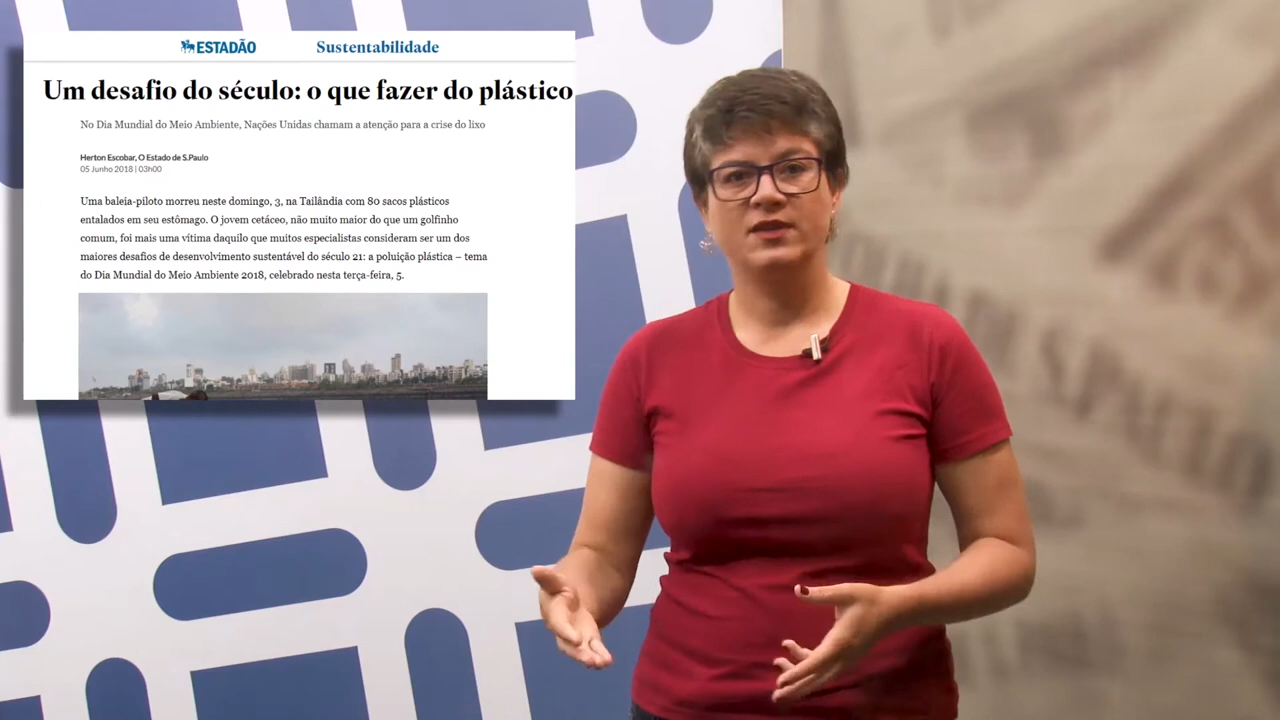 ESTADÃO Sustentabilidade
Um desafio do século: o que fazer do plástico
No Dia Mundial do Meio Ambiente, Nações Unidas chamam a atenção para a crise do lixo
Herton Escobar, O Estado de S.Paulo
05 Junho 2018 | 03h00
Uma baleia-piloto morreu neste domingo, 3, na Tailândia com 80 sacos plásticos
entalados em seu estômago. O jovem cetáceo, não muito maior do que um golfinho
comum, foi mais uma vítima daquilo que muitos especialistas consideram ser um dos
maiores desafios de desenvolvimento sustentável do século 21: a poluição plástica – tema
do Dia Mundial do Meio Ambiente 2018, celebrado nesta terça-feira, 5.